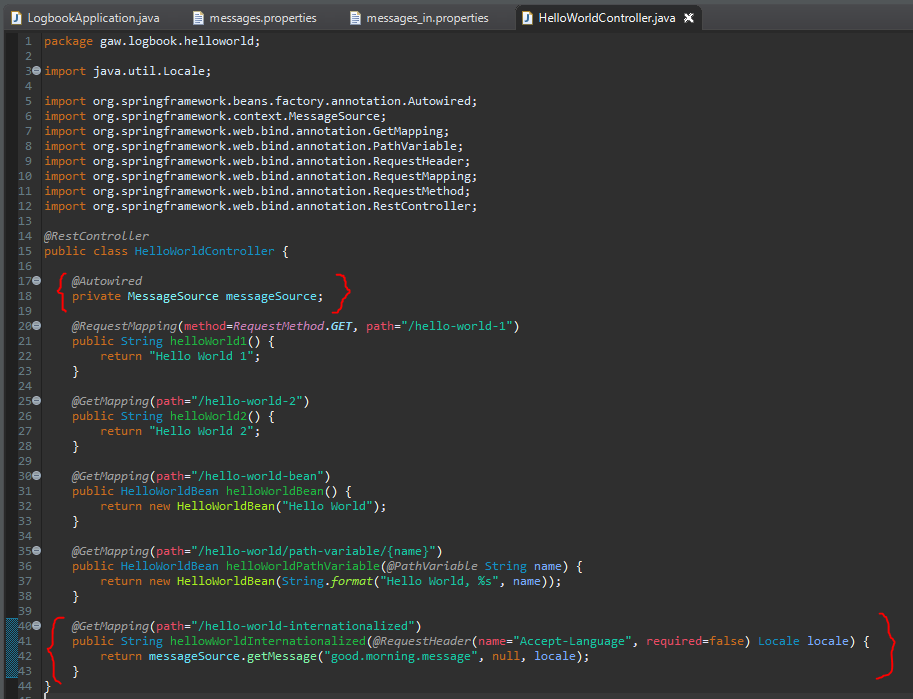 LogbookApplication.java messages.properties messages_in.properties HelloWorldController.java
1 package gaw.logbook.helloworld;
2
3 import java.util.Locale;
4
5 import org.springframework.beans.factory.annotation.Autowired;
6 import org.springframework.context.MessageSource;
7 import org.springframework.web.bind.annotation.GetMapping;
8 import org.springframework.web.bind.annotation.PathVariable;
9 import org.springframework.web.bind.annotation.RequestHeader;
10 import org.springframework.web.bind.annotation.RequestMapping;
11 import org.springframework.web.bind.annotation.RequestMethod;
12 import org.springframework.web.bind.annotation.RestController;
13
14 @RestController
15 public class HelloWorldController {
16
17 @Autowired
18 private MessageSource messageSource;
19
20 @RequestMapping(method=RequestMethod.GET, path="/hello-world-1")
21 public String helloWorld1() {
22 return "Hello World 1";
23 }
24
25 @GetMapping(path="/hello-world-2")
26 public String helloWorld2() {
27 return "Hello World 2";
28 }
29
30 @GetMapping(path="/hello-world-bean")
31 public HelloWorldBean helloWorldBean() {
32 return new HelloWorldBean("Hello World");
33 }
34
35 @GetMapping(path="/hello-world/path-variable/{name}")
36 public HelloWorldBean helloWorldPathVariable(@PathVariable String name) {
37 return new HelloWorldBean(String.format("Hello World, %s", name));
38 }
39
40 @GetMapping(path="/hello-world-internationalized")
41 public String hellowWorldInternationalized(@RequestHeader(name="Accept-Language", required=false) Locale locale) {
42 return messageSource.getMessage("good.morning.message", null, locale);
43 }
44 }